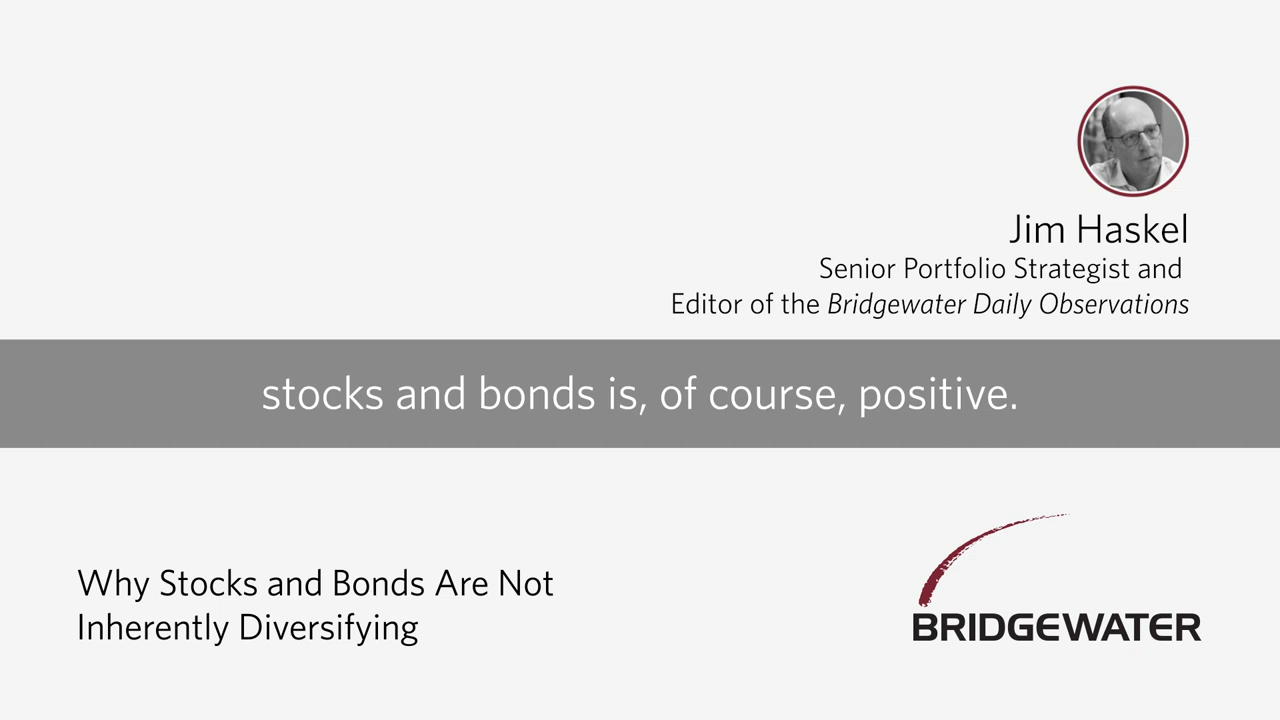 Jim Haskel
Senior Portfolio Strategist and
Editor of the Bridgewater Daily Observations
stocks and bonds is, of course, positive.
Why Stocks and Bonds Are Not
Inherently Diversifying
BRIDGEWATER